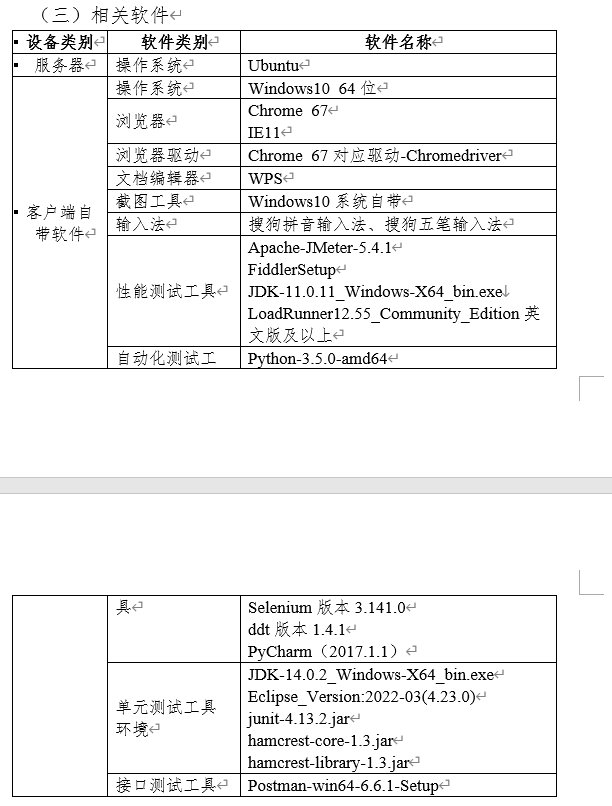 （三）相关软件
设备类别 软件类别 软件名称
服务器 操作系统 Ubuntu
操作系统 Windows10 64 位
浏览器
Chrome 67
IE11
浏览器驱动 Chrome 67 对应驱动-Chromedriver
文档编辑器 WPS
截图工具 Windows10 系统自带
客户端自
带软件
输入法 搜狗拼音输入法、搜狗五笔输入法
性能测试工具
Apache-JMeter-5.4.1
FiddlerSetup
JDK-11.0.11_Windows-X64_bin.exe
LoadRunner12.55_Community_Edition 英
文版及以上
自动化测试工 Python-3.5.0-amd64
具 Selenium 版本 3.141.0
ddt 版本 1.4.1
PyCharm（2017.1.1）
单元测试工具
环境
JDK-14.0.2_Windows-X64_bin.exe
Eclipse_Version:2022-03(4.23.0)
junit-4.13.2.jar
hamcrest-core-1.3.jar
hamcrest-library-1.3.jar
接口测试工具 Postman-win64-6.6.1-Setup